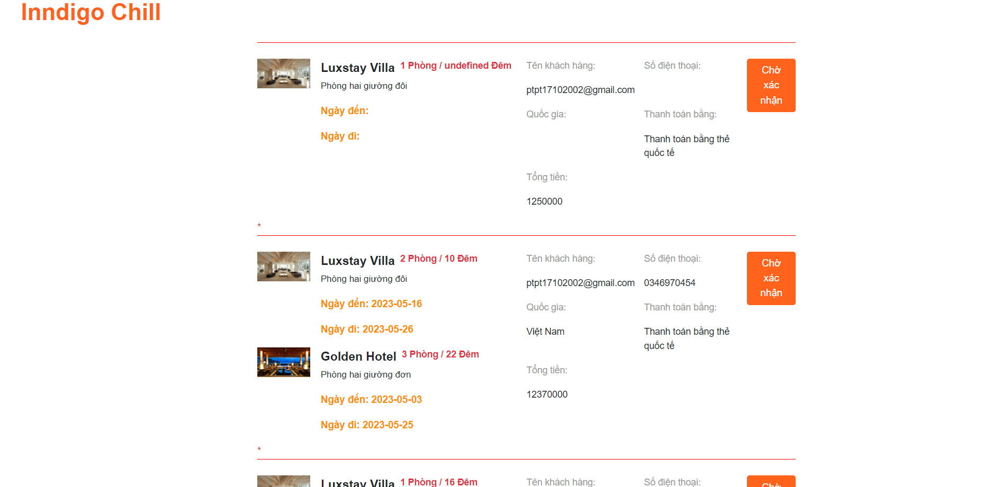 Inndigo Chill
Luxstay Villa 1 Phòng / undefined Đêm
Phòng hai giường đôi
Ngày đến:
Ngày đi:
Tên khách hàng:
ptpt17102002@gmail.com
Quốc gia:
Tổng tiền:
1250000
Số điện thoại:
Thanh toán bằng:
Thanh toán bằng thẻ
quốc tế
Chờ
xác
nhận
*
Luxstay Villa 2 Phòng / 10 Đêm
Phòng hai giường đôi
Ngày đến: 2023-05-16
Ngày đi: 2023-05-26
Golden Hotel 3 Phòng / 22 Đêm
Phòng hai giường đơn
Ngày đến: 2023-05-03
Ngày đi: 2023-05-25
Tên khách hàng:
ptpt17102002@gmail.com
Quốc gia:
Việt Nam
Tổng tiền:
12370000
Số điện thoại:
0346970454
Thanh toán bằng:
Thanh toán bằng thẻ
quốc tế
Chờ
xác
nhận
*
Luxstay Villa 1 Phòng / 16 Đêm
Tên khách hàng:
Số điện thoại:
Chờ